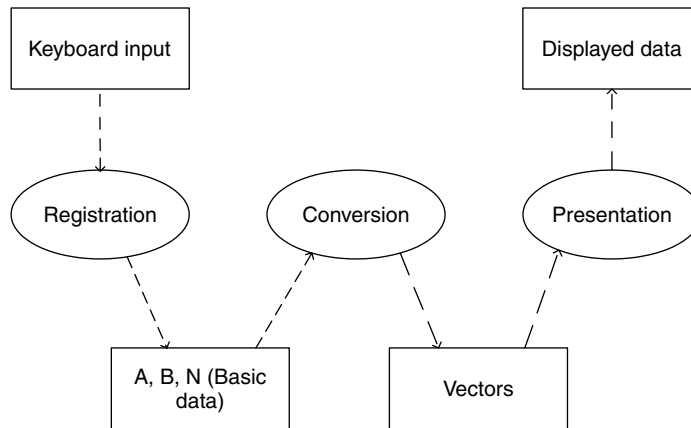 Keyboard input
Displayed data
Registration
Conversion
Presentation
A, B, N (Basic
data)
Vectors